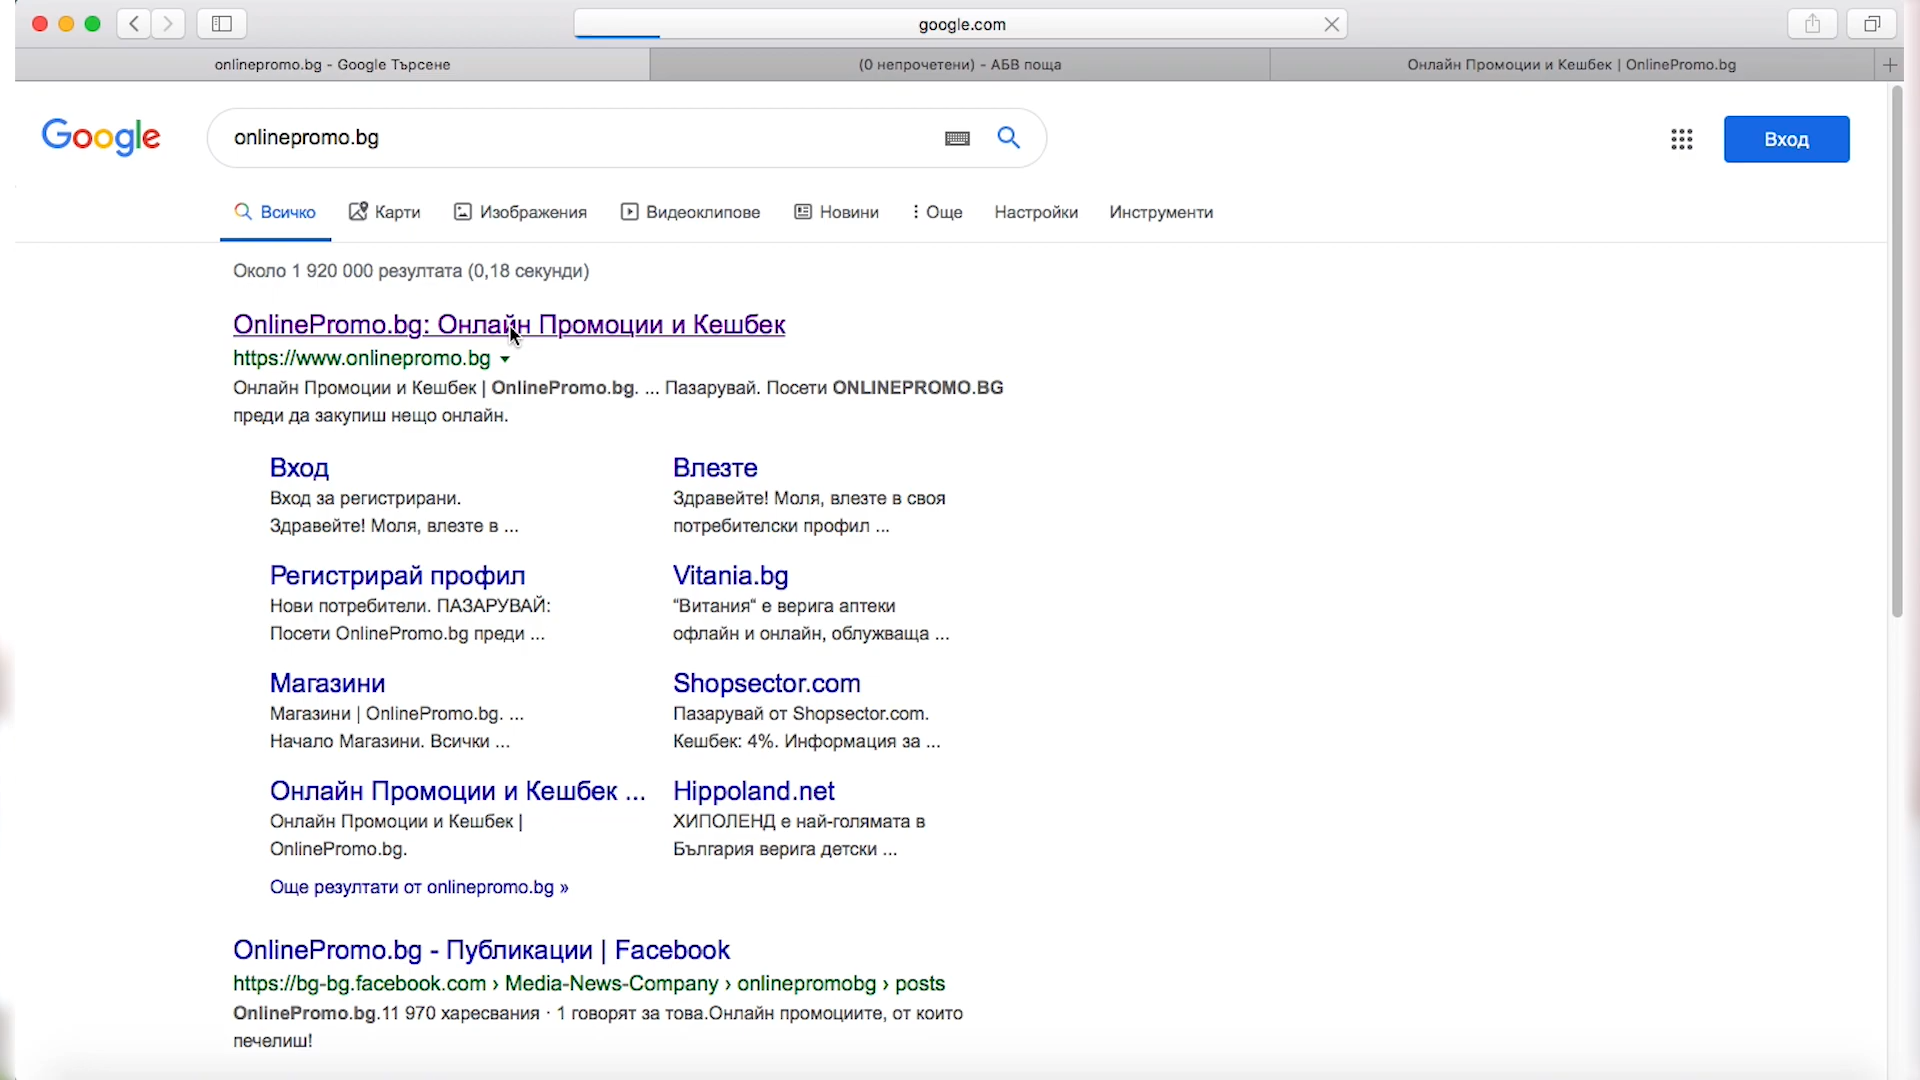 google.com
onlinepromo.bg - Google Търсене
(0 непрочетени) - АБВ поща
Онлайн Промоции и Кешбек | OnlinePromo.bg
Google
onlinepromo.bg
Вход
Всичко
Карти
Изображения
Видеоклипове
Новини
Още
Настройки
Инструменти
Около 1 920 000 резултата (0,18 секунди)
OnlinePromo.bg: Онлайн Промоции и Кешбек
https://www.onlinepromo.bg
Онлайн Промоции и Кешбек | OnlinePromo.bg. ... Пазарувай. Посети ONLINEPROMO.BG
преди да закупиш нещо онлайн.
Вход
Вход за регистрирани.
Здравейте! Моля, влезте в ...
Влезте
Здравейте! Моля, влезте в своя
потребителски профил ...
Регистрирай профил
Нови потребители. ПАЗАРУВАЙ:
Посети OnlinePromo.bg преди ...
Vitania.bg
“Витания“ е верига аптеки
офлайн и онлайн, облужваща ...
Магазини
Магазини | OnlinePromo.bg. ...
Начало Магазини. Всички ...
Shopsector.com
Пазарувай от Shopsector.com.
Кешбек: 4%. Информация за ...
Онлайн Промоции и Кешбек ...
Онлайн Промоции и Кешбек |
OnlinePromo.bg.
Hippoland.net
ХИПОЛЕНД е най-голямата в
България верига детски ...
Още резултати от onlinepromo.bg »
OnlinePromo.bg - Публикации | Facebook
https://bg-bg.facebook.com › Media-News-Company › onlinepromobg › posts
OnlinePromo.bg.11 970 харесвания · 1 говорят за това.Онлайн промоциите, от които
печелиш!